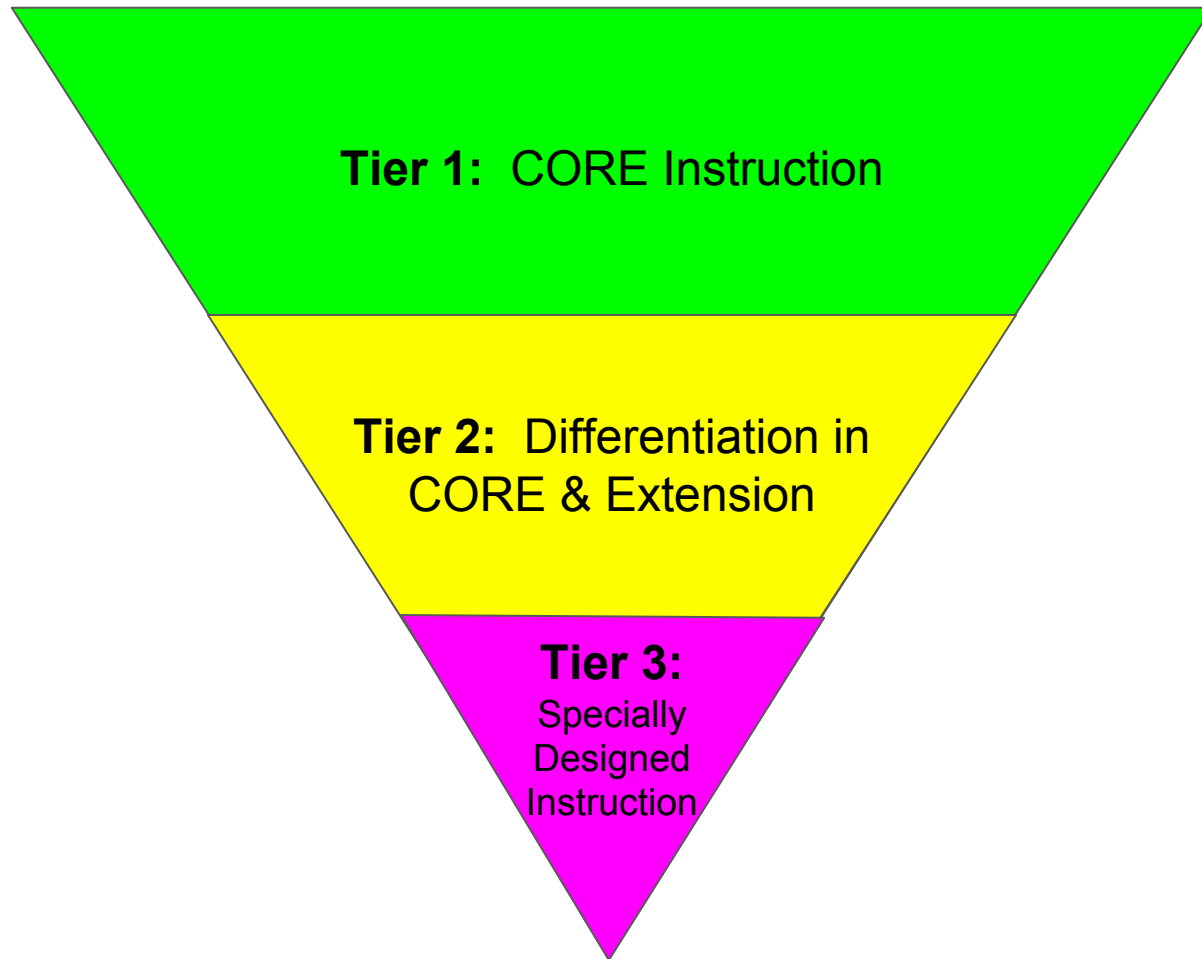 Tier 1: CORE Instruction
Tier 2: Differentiation in
CORE & Extension
Tier 3:
Specially
Designed
Instruction